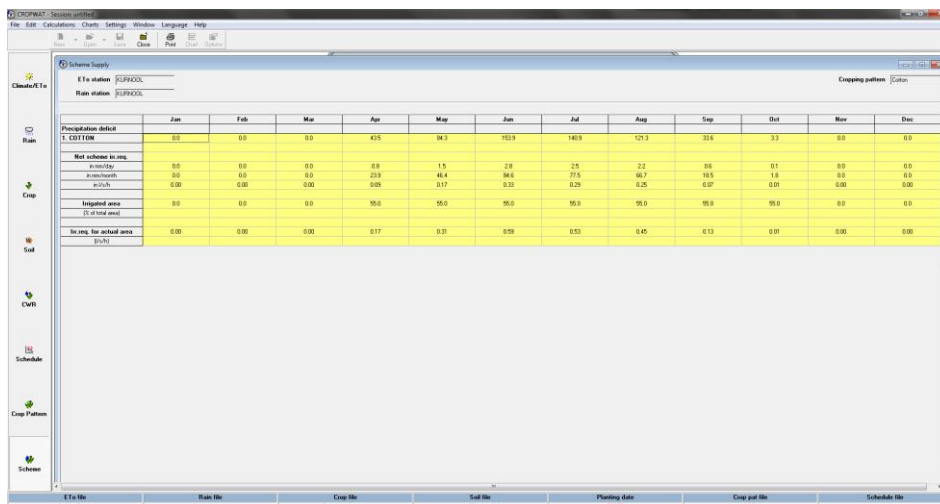 CROPWAT - Session: untitled
File Edit Calculations Charts Settings Window Language Help
New Open Save Close Print Chart Options
Scheme Supply
ETo station KURNOOL Cropping pattern Cotton
Rain station KURNOOL
Jan Feb Mar Apr May Jun Jul Aug Sep Oct Nov Dec
Precipitation deficit
1. COTTON 0.0 0.0 0.0 43.5 84.3 153.9 140.9 121.3 33.6 3.3 0.0 0.0
Net scheme irr.req.
in mm/day 0.0 0.0 0.0 0.8 1.5 2.8 2.5 2.2 0.6 0.1 0.0 0.0
in mm/month 0.0 0.0 0.0 23.9 46.4 84.6 77.5 66.7 18.5 1.8 0.0 0.0
in l/s/h 0.00 0.00 0.00 0.09 0.17 0.33 0.29 0.25 0.07 0.01 0.00 0.00
Irrigated area 0.0 0.0 0.0 55.0 55.0 55.0 55.0 55.0 55.0 55.0 0.0 0.0
(% of total area)
Irr.req. for actual area 0.00 0.00 0.00 0.17 0.31 0.59 0.53 0.45 0.13 0.01 0.00 0.00
(l/s/h)
Climate/ETo
Rain
Crop
Soil
CWR
Schedule
Crop Pattern
Scheme
ETo file Rain file Crop file Soil file Planting date Crop pat file Schedule file